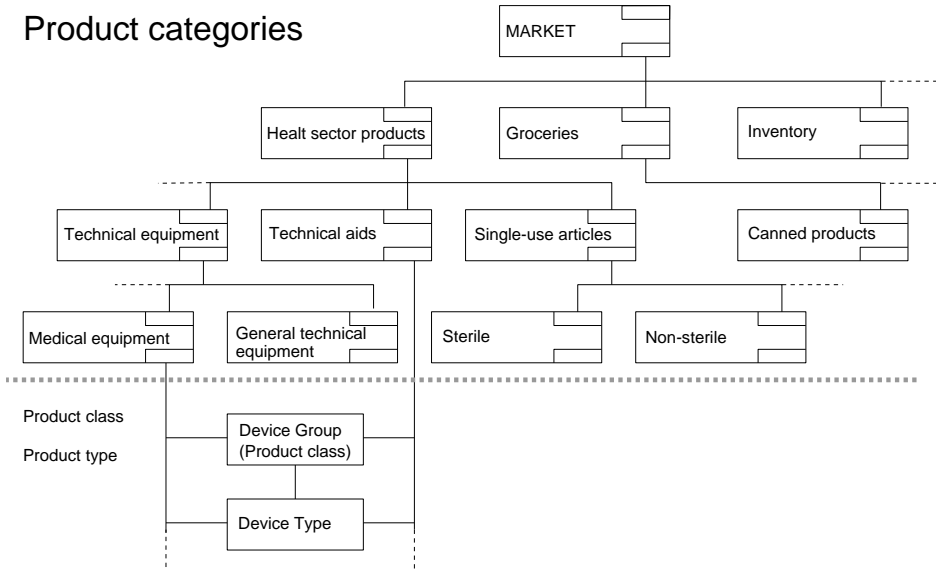 Product categories
MARKET
Healt sector products
Groceries
Inventory
Technical equipment
Technical aids
Single-use articles
Canned products
Medical equipment
General technical
equipment
Sterile
Non-sterile
Product class
Product type
Device Group
(Product class)
Device Type